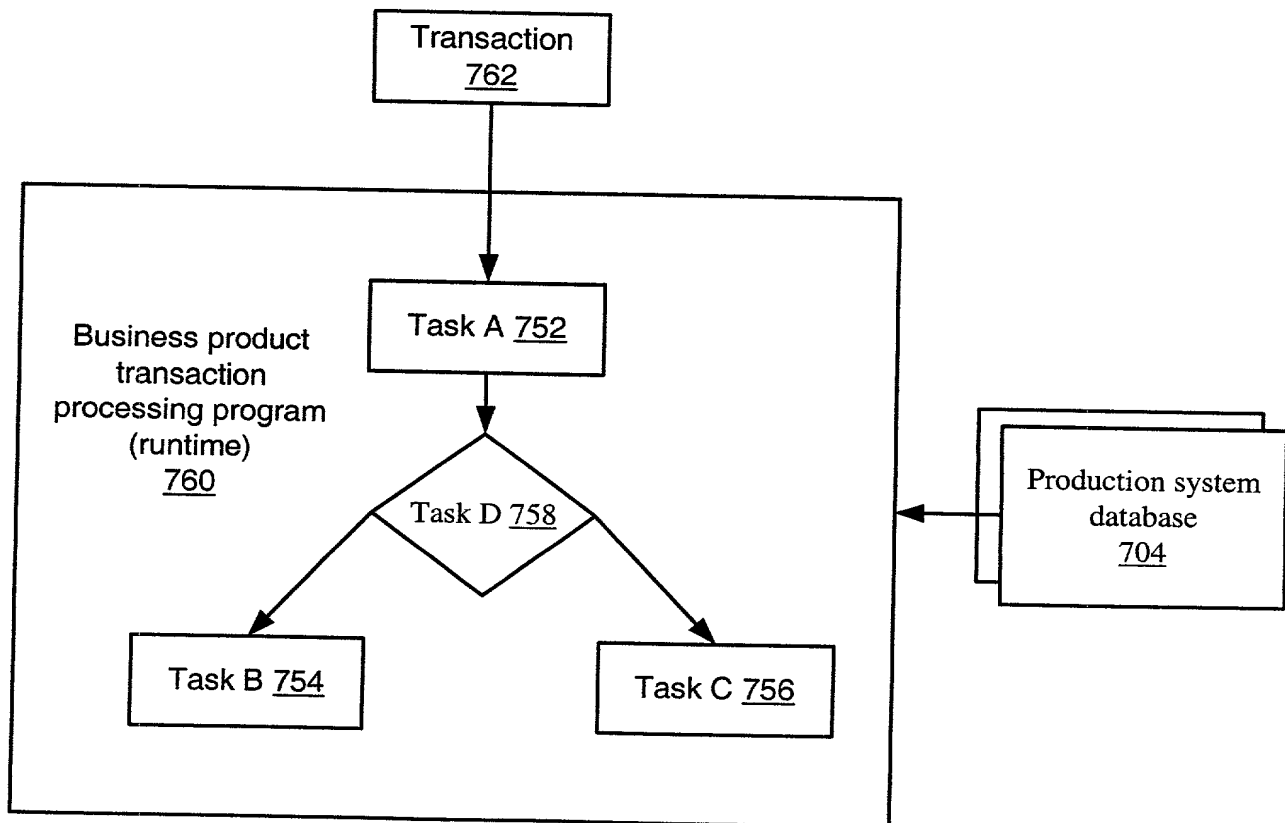 Transaction
762
Task A 752
Business product
transaction
processing program
(runtime)
760
Task D 758
Production system
database
704
Task B 754
Task C 756